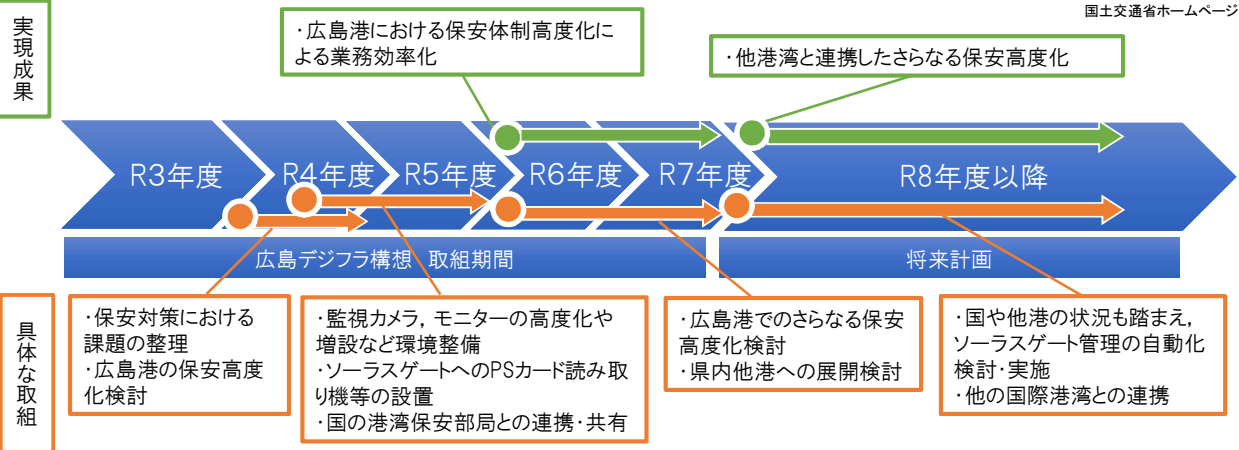 国土交通省ホームページ
実現成果
・広島港における保安体制高度化に
よる業務効率化
・他港湾と連携したさらなる保安高度化
R3年度
R4年度
R5年度
R6年度
R7年度
R8年度以降
広島デジフラ構想 取組期間
将来計画
具体な取組
・保安対策における
課題の整理
・広島港の保安高度
化検討
・監視カメラ，モニターの高度化や
増設など環境整備
・ソーラスゲートへのPSカード読み取
り機等の設置
・国の港湾保安部局との連携・共有
・広島港でのさらなる保安
高度化検討
・県内他港への展開検討
・国や他港の状況も踏まえ，
ソーラスゲート管理の自動化
検討・実施
・他の国際港湾との連携